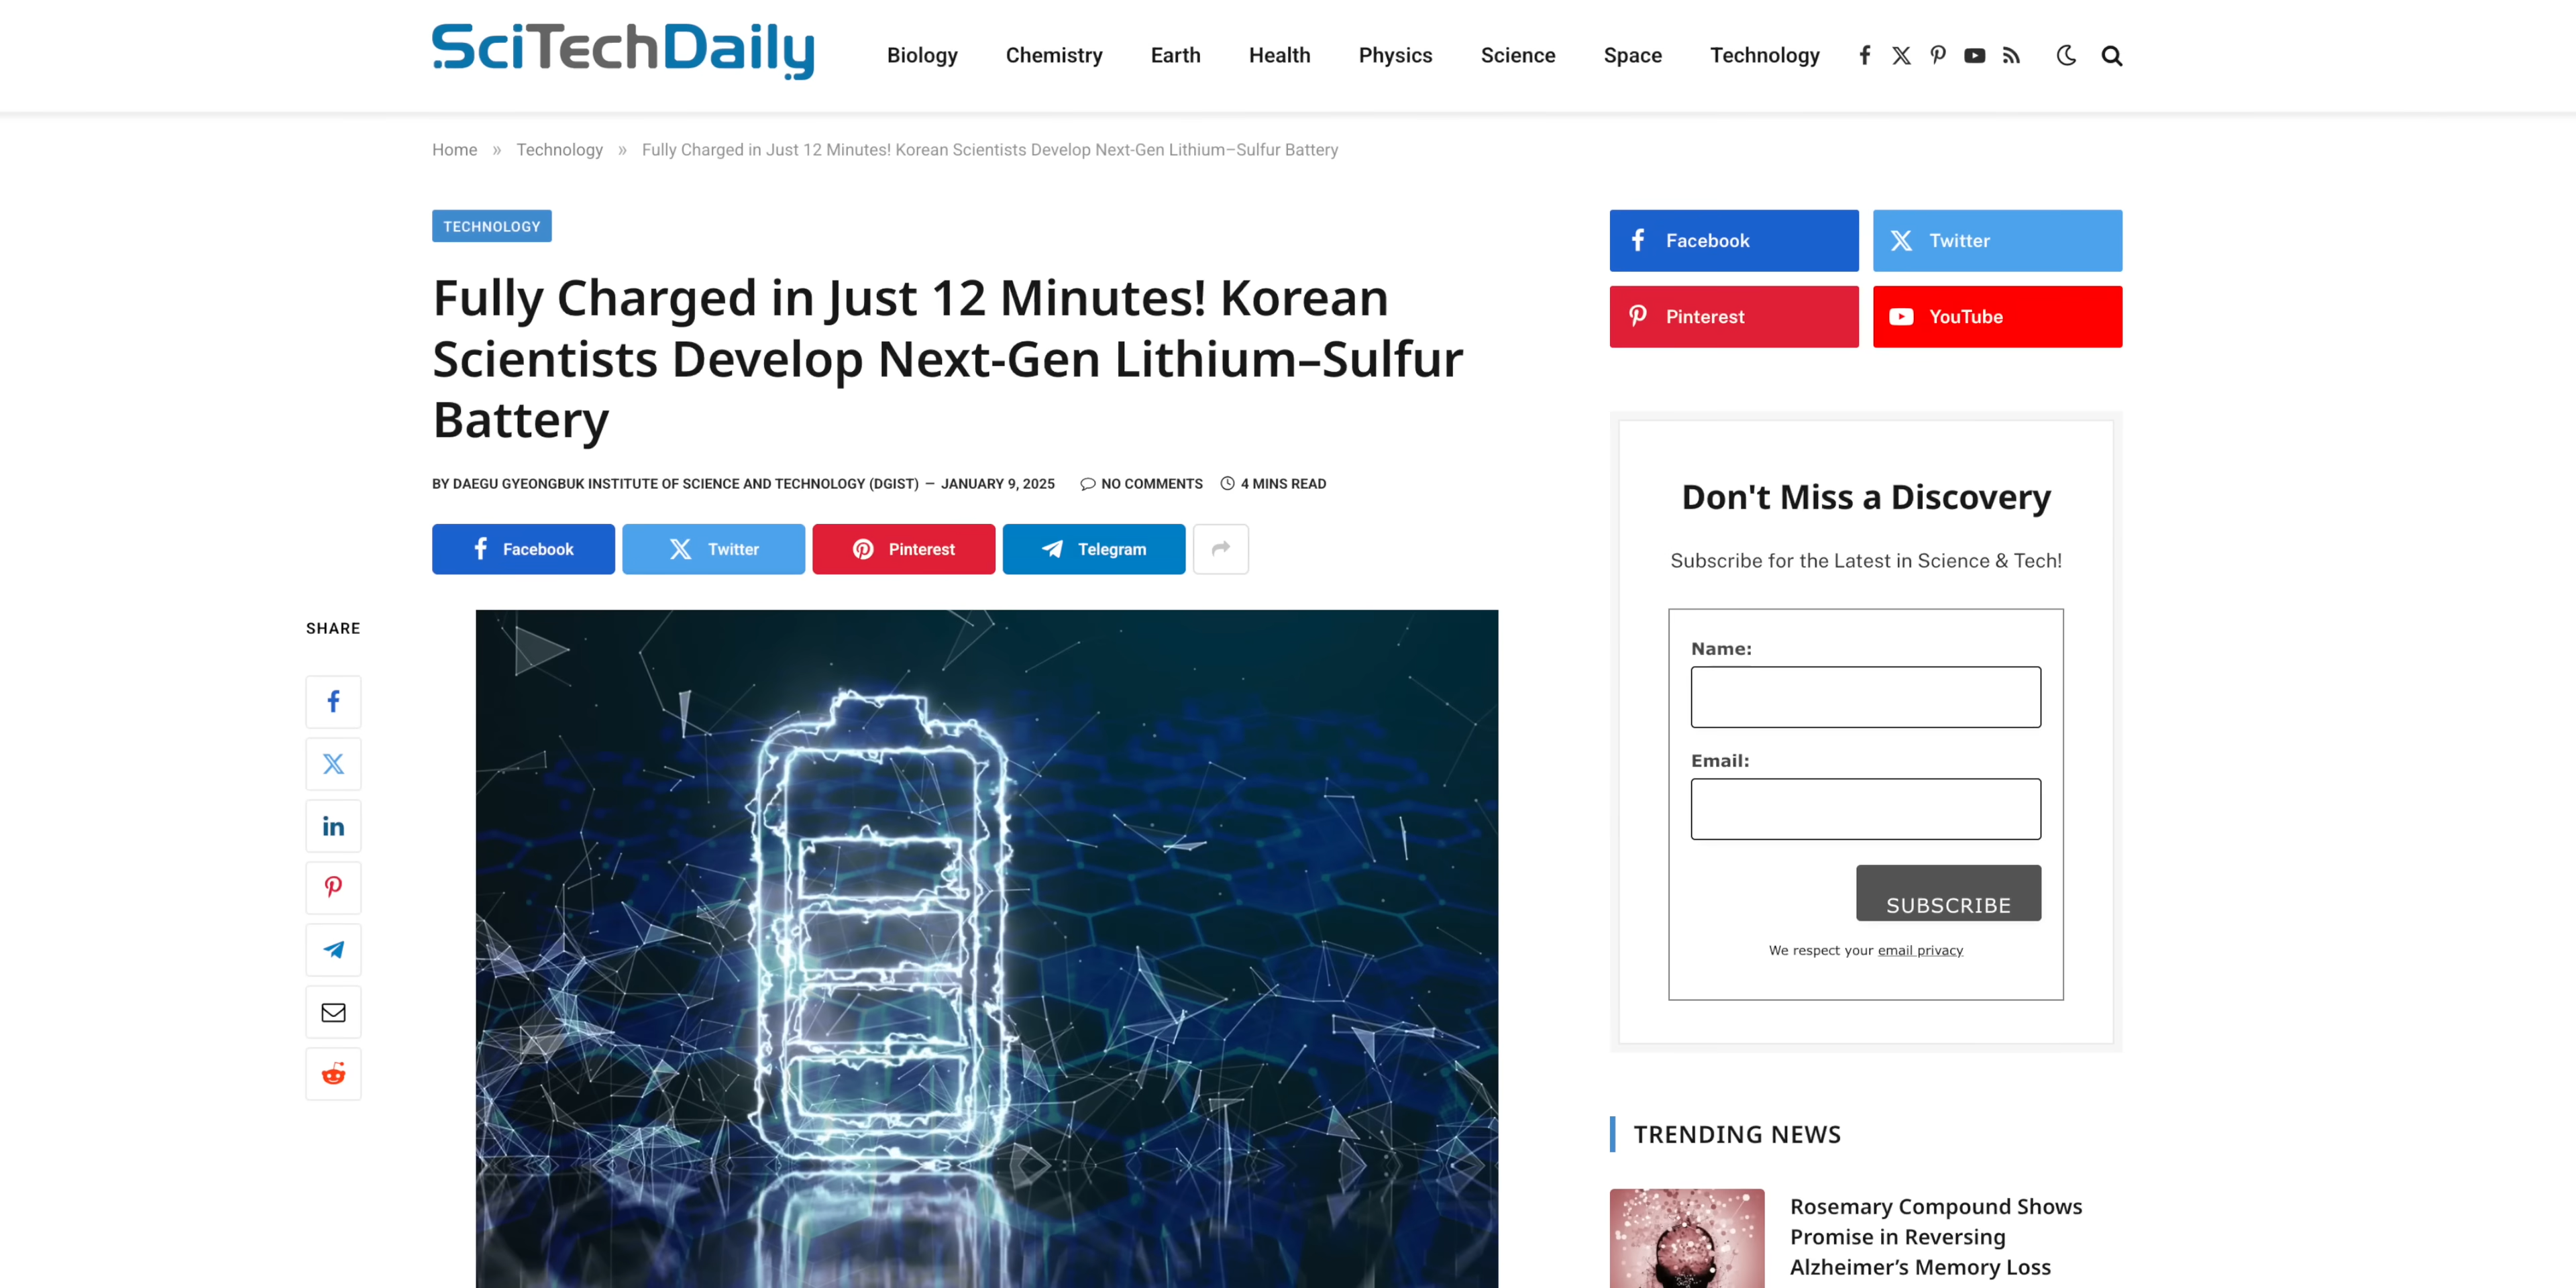 SciTechDaily
Biology Chemistry Earth Health Physics Science Space Technology
Home » Technology » Fully Charged in Just 12 Minutes! Korean Scientists Develop Next-Gen Lithium–Sulfur Battery
TECHNOLOGY
Fully Charged in Just 12 Minutes! Korean
Scientists Develop Next-Gen Lithium–Sulfur
Battery
BY DAEGU GYEONGBUK INSTITUTE OF SCIENCE AND TECHNOLOGY (DGIST) — JANUARY 9, 2025 NO COMMENTS 4 MINS READ
Facebook Twitter Pinterest Telegram
SHARE
Facebook Twitter
Pinterest YouTube
Don't Miss a Discovery
Subscribe for the Latest in Science & Tech!
Name:
Email:
SUBSCRIBE
We respect your email privacy
TRENDING NEWS
Rosemary Compound Shows
Promise in Reversing
Alzheimer’s Memory Loss